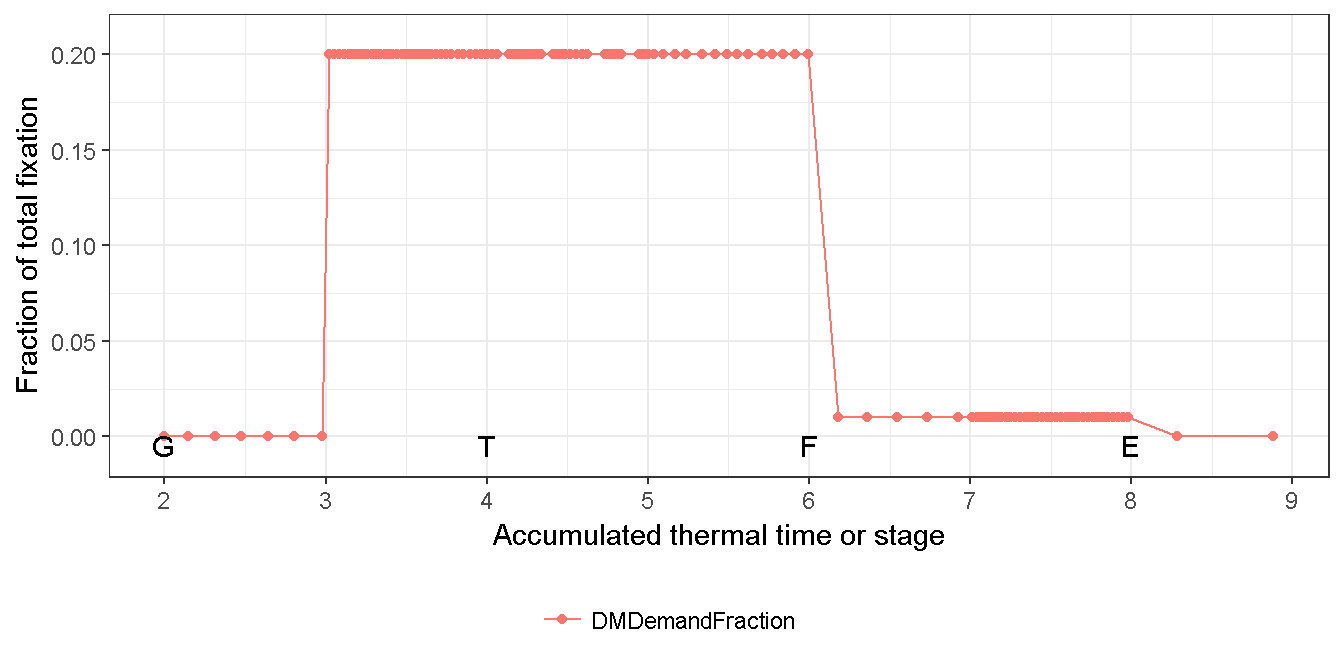 Fraction of total fixation
0.20
0.15
0.10
0.05
0.00
G T F E
2 3 4 5 6 7 8 9
Accumulated thermal time or stage
DMDemandFraction